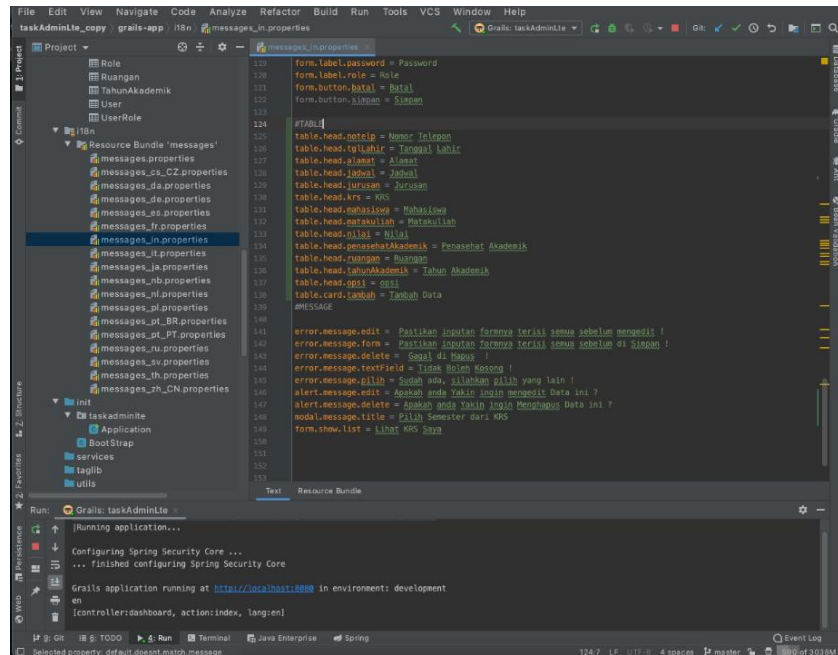 File Edit View Navigate Code Analyze Refactor Build Run Tools VCS Window Help
taskAdminLte_copy grails-app i18n messages_in.properties
Grails: taskAdminLte
Git:
1: Project
Project
messages_in.properties
Role
Ruangan
TahunAkademik
User
UserRole
i18n
Resource Bundle 'messages'
messages.properties
messages_cs_CZ.properties
messages_da.properties
messages_de.properties
messages_es.properties
messages_fr.properties
messages_in.properties
messages_it.properties
messages_ja.properties
messages_nb.properties
messages_nl.properties
messages_pl.properties
messages_pt_BR.properties
messages_pt_PT.properties
messages_ru.properties
messages_sv.properties
messages_th.properties
messages_zh_CN.properties
init
taskadminlte
Application
BootStrap
services
taglib
utils
119 form.label.password = Password
120 form.label.role = Role
121 form.button.batal = Batal
122 form.button.simpan = Simpan
123
124 #TABLE
125 table.head.notelp = Nomor Telepon
126 table.head.tglLahir = Tanggal Lahir
127 table.head.alamat = Alamat
128 table.head.jadwal = Jadwal
129 table.head.jurusan = Jurusan
130 table.head.krs = KRS
131 table.head.mahasiswa = Mahasiswa
132 table.head.matakuliah = Matakuliah
133 table.head.nilai = Nilai
134 table.head.penasehatAkademik = Penasehat Akademik
135 table.head.ruangan = Ruangan
136 table.head.tahunAkademik = Tahun Akademik
137 table.head.opsi = opsi
138 table.card.tambah = Tambah Data
139 #MESSAGE
140
141 error.message.edit = Pastikan inputan formnya terisi semua sebelum mengedit !
142 error.message.form = Pastikan inputan formnya terisi semua sebelum di Simpan !
143 error.message.delete = Gagal di Hapus !
144 error.message.textField = Tidak Boleh Kosong !
145 error.message.pilih = Sudah ada, silahkan pilih yang lain !
146 alert.message.edit = Apakah anda Yakin ingin mengedit Data ini ?
147 alert.message.delete = Apakah anda Yakin ingin Menghapus Data ini ?
148 modal.message.title = Pilih Semester dari KRS
149 form.show.list = Lihat KRS Saya
150
151
152
153
Text Resource Bundle
Commit
Z: Structure
2: Favorites
Persistence
Web
Database
Gradle
Ant
Bean Validation
Run: Grails: taskAdminLte
|Running application...
Configuring Spring Security Core ...
... finished configuring Spring Security Core
Grails application running at http://localhost:8080 in environment: development
en
[controller:dashboard, action:index, lang:en]
9: Git 6: TODO 4: Run Terminal Java Enterprise Spring Event Log
Selected property: default.doesnt.match.message 124:7 LF UTF-8 4 spaces master of 3038M